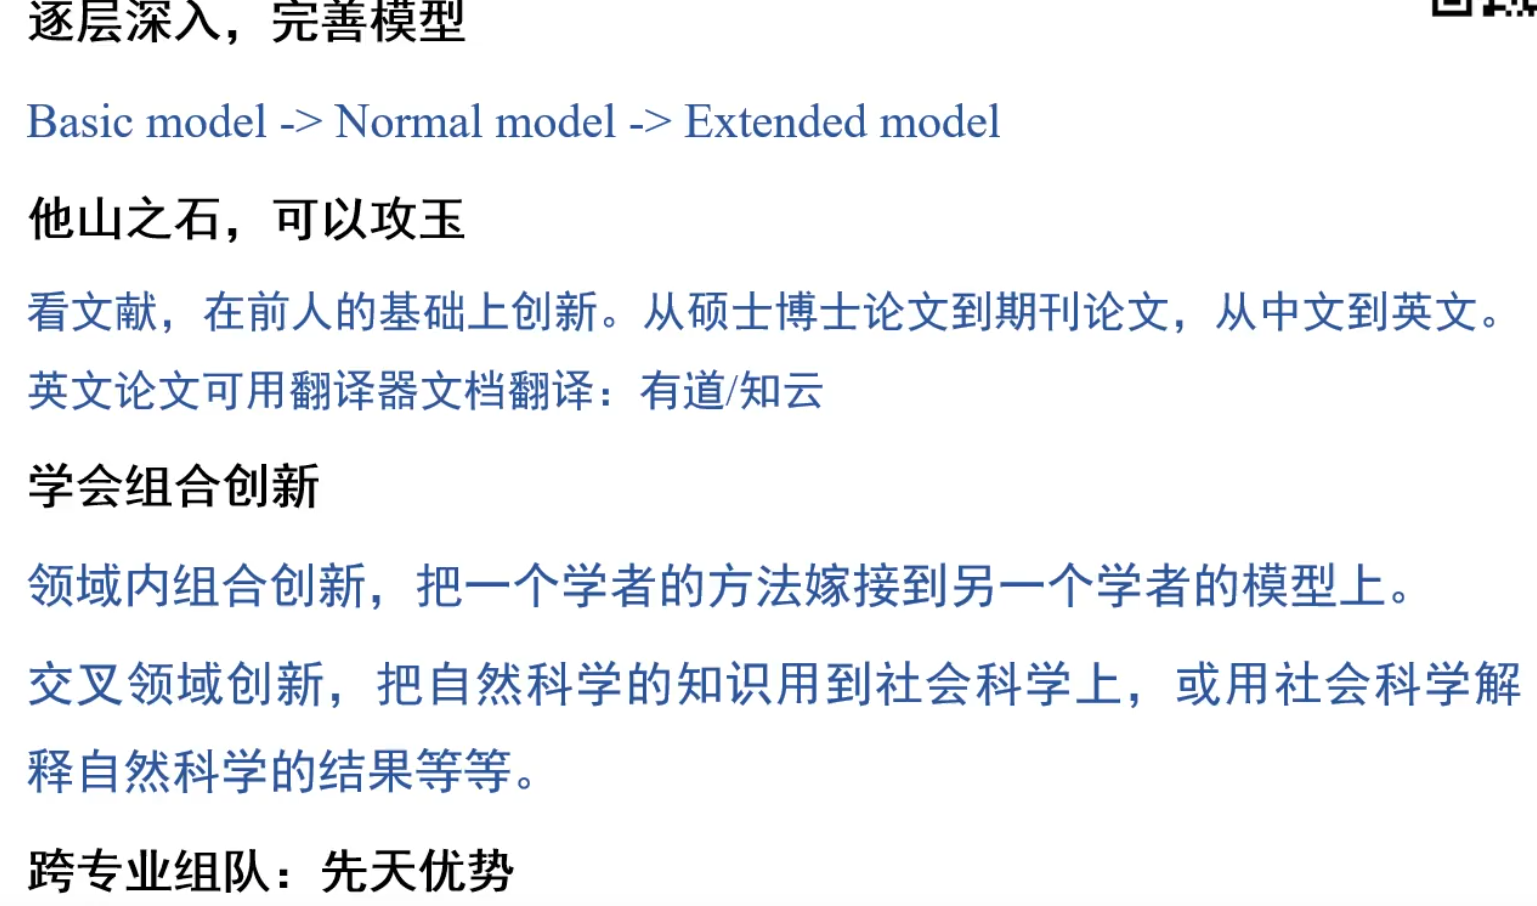 逐层深入，完善模型
Basic model -> Normal model -> Extended model
他山之石，可以攻玉
看文献，在前人的基础上创新。从硕士博士论文到期刊论文，从中文到英文。
英文论文可用翻译器文档翻译：有道/知云
学会组合创新
领域内组合创新，把一个学者的方法嫁接到另一个学者的模型上。
交叉领域创新，把自然科学的知识用到社会科学上，或用社会科学解
释自然科学的结果等等。
跨专业组队：先天优势